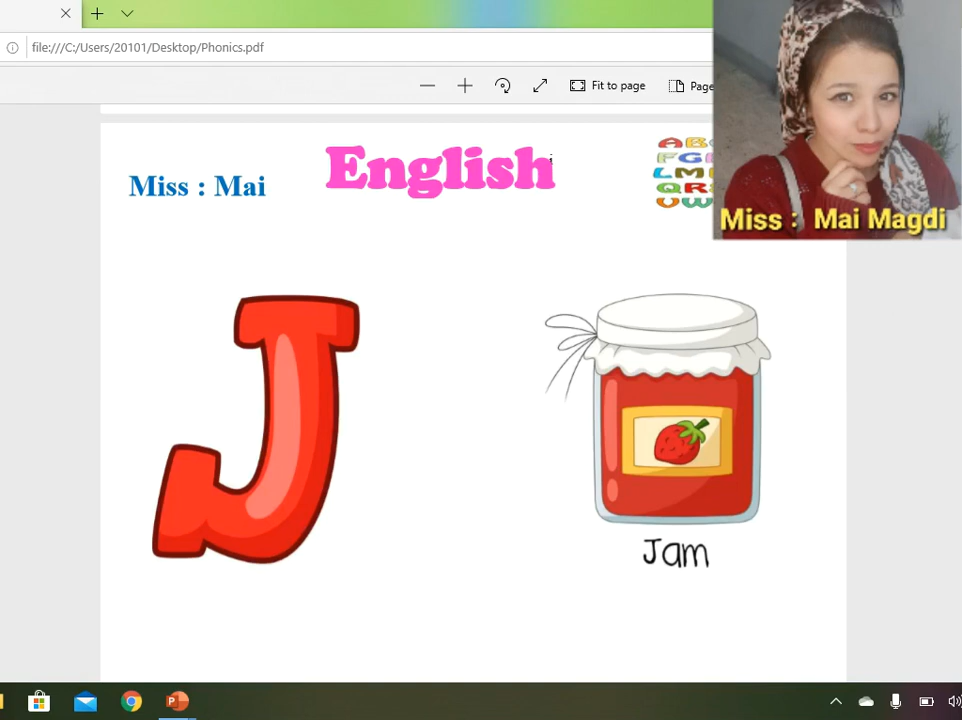 file:///C:/Users/20101/Desktop/Phonics.pdf
Fit to page
Page
Miss : Mai
English
A B
F G
L M
Q R S
U W
Miss : Mai Magdi
J
Jam